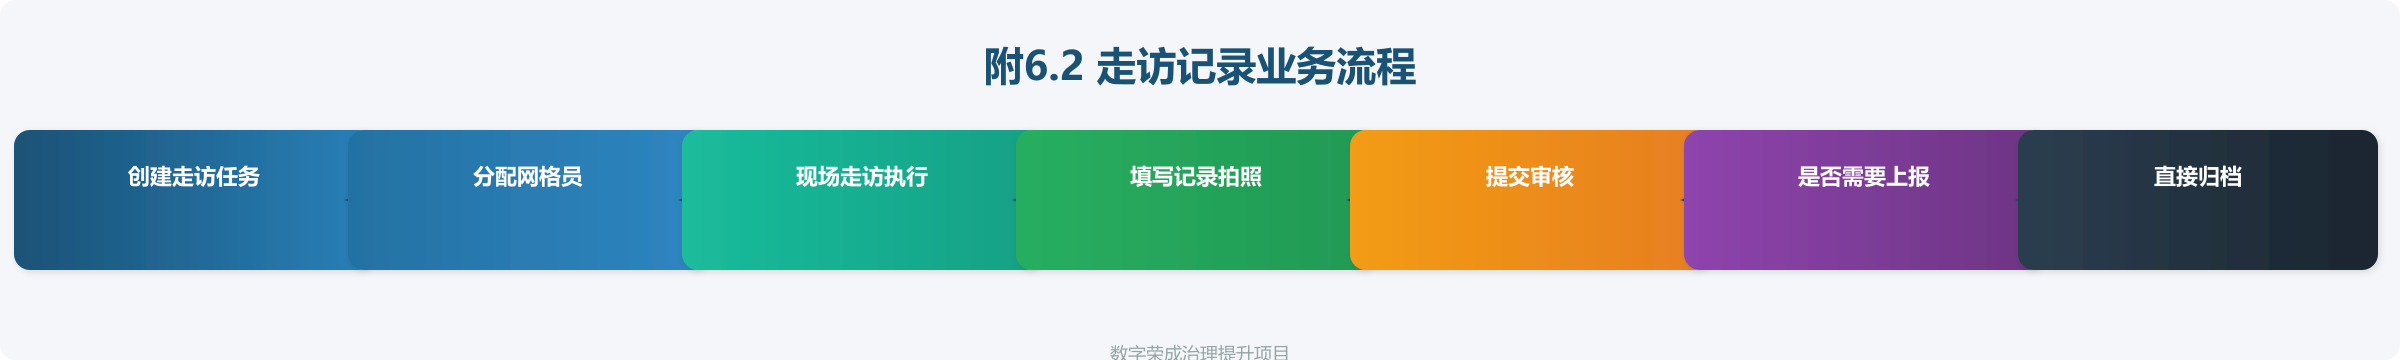 附6.2 走访记录业务流程
创建走访任务
分配网格员
现场走访执行
填写记录拍照
提交审核
是否需要上报
直接归档
数字荣成治理提升项目